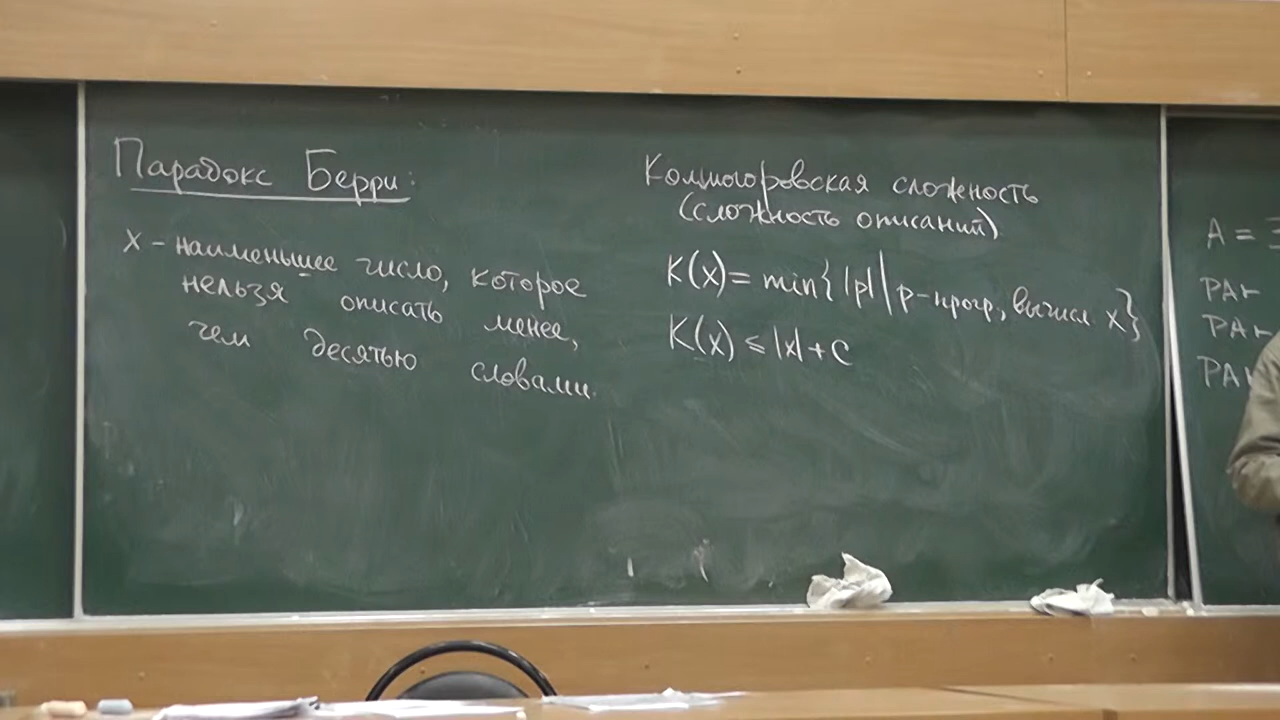 Парадокс Берри:
x – наименьшее число, которое
нельзя описать менее,
чем десятью словами.
Колмогоровская сложность
(сложность описаний)
K(x) = min{|p| | p – прогр, вычисл. x}
K(x) ≤ |x| + c
A =
PA ⊢
PA ⊢
PA ⊢